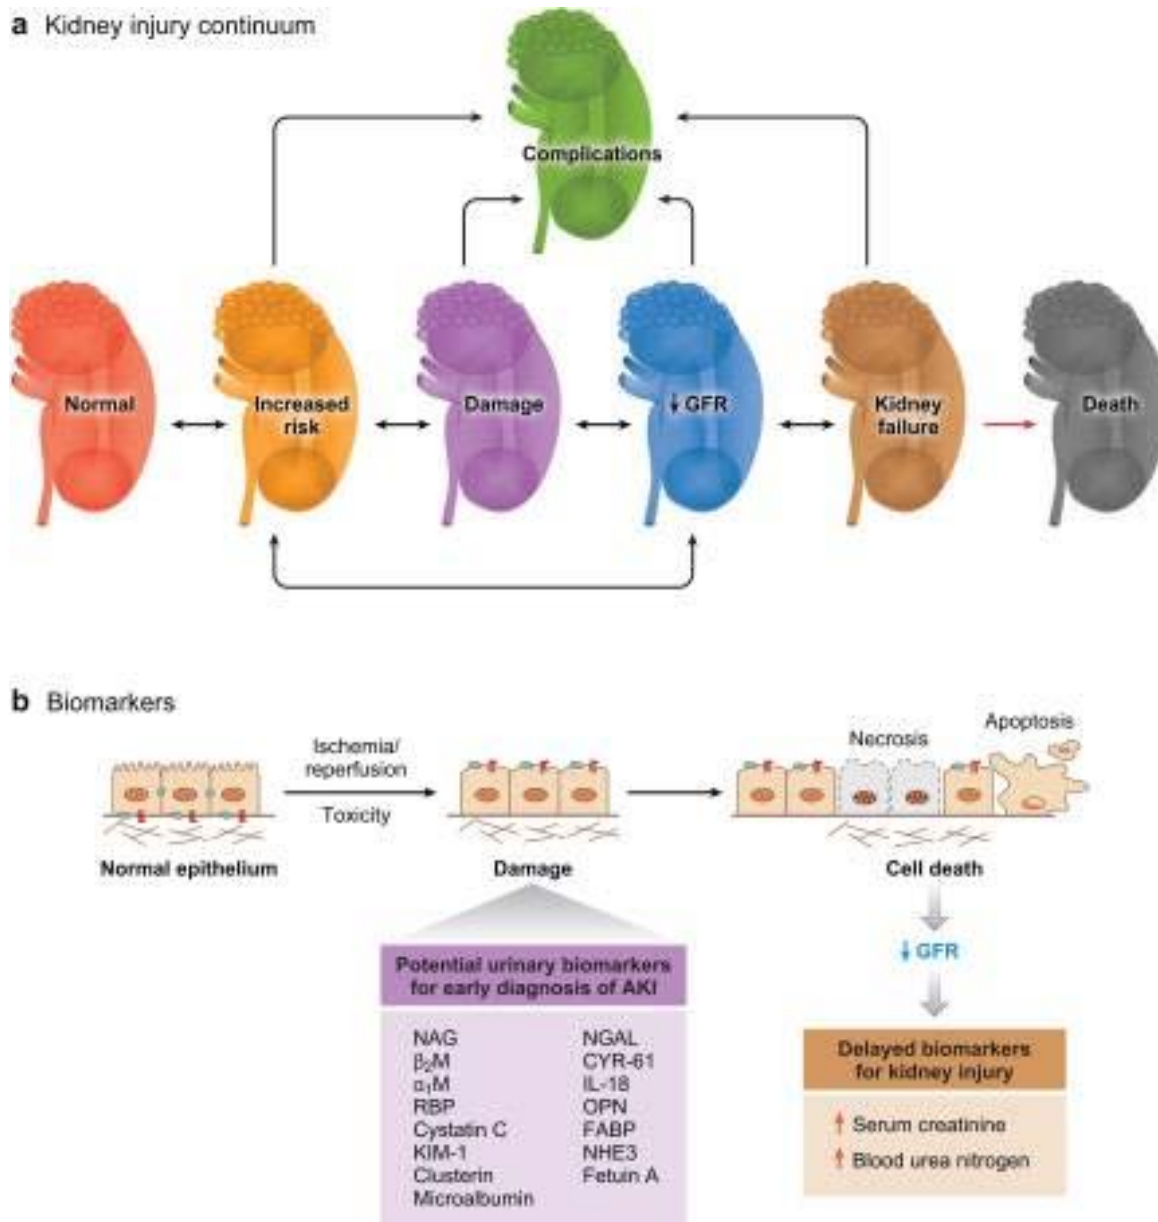 a Kidney injury continuum
Complications
Normal
Increased
risk
Damage
↓ GFR
Kidney
failure
Death
b Biomarkers
Ischemia/
reperfusion
Toxicity
Necrosis
Apoptosis
Normal epithelium
Damage
Cell death
Potential urinary biomarkers
for early diagnosis of AKI
NAG
β₂M
α₁M
RBP
Cystatin C
KIM-1
Clusterin
Microalbumin
NGAL
CYR-61
IL-18
OPN
FABP
NHE3
Fetuin A
↓ GFR
Delayed biomarkers
for kidney injury
↑ Serum creatinine
↑ Blood urea nitrogen